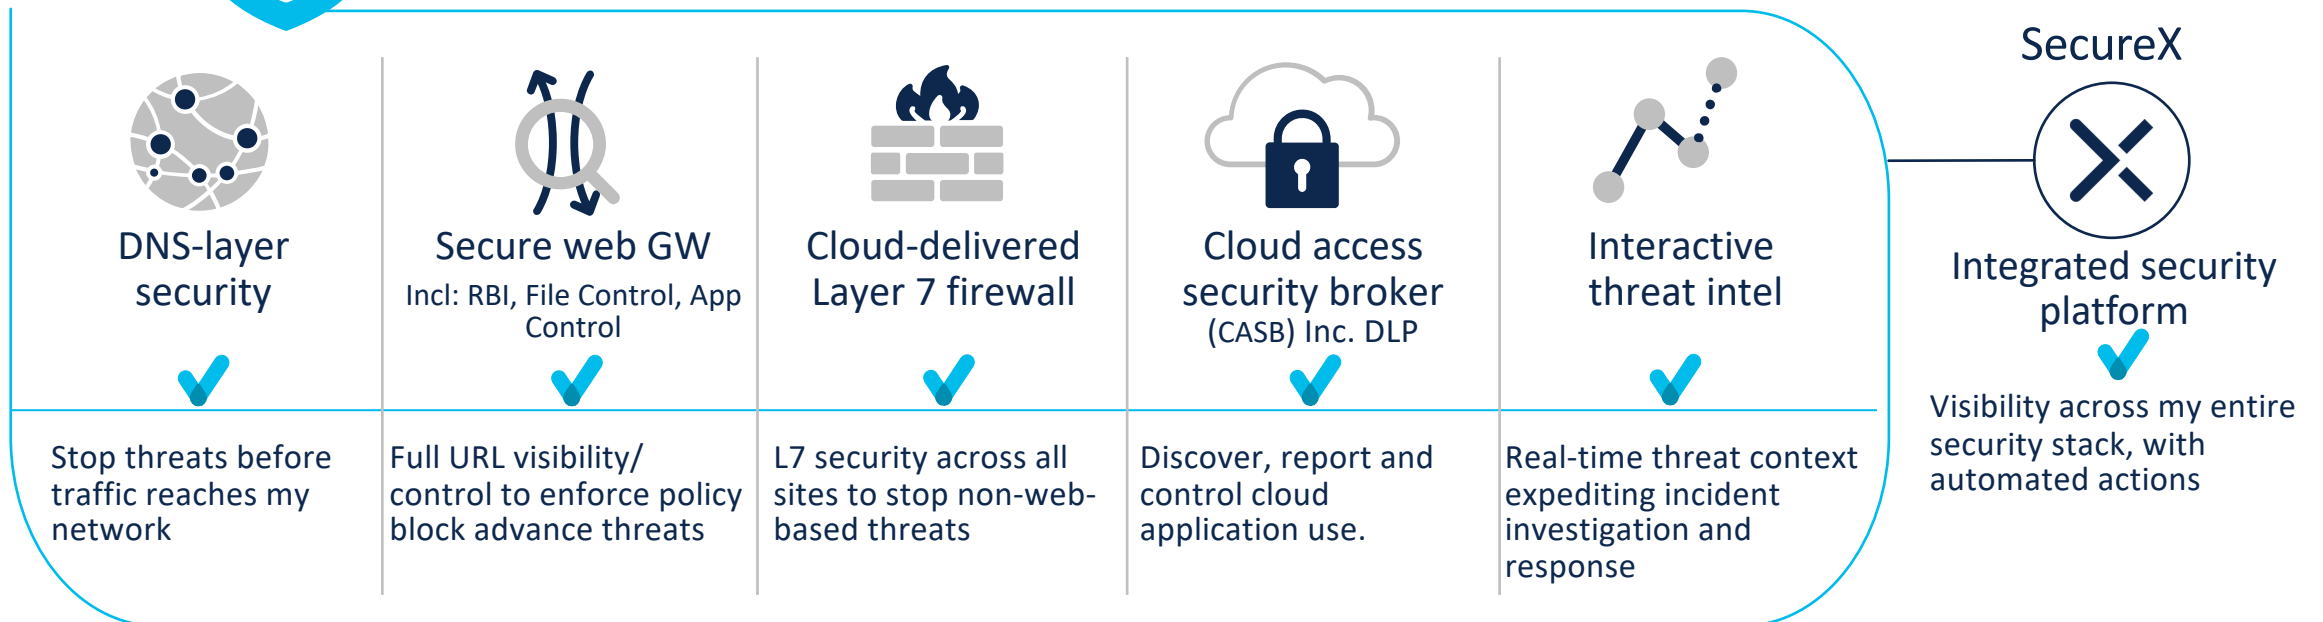 DNS-layer
security
Stop threats before
traffic reaches my
network
Secure web GW
Incl: RBI, File Control, App
Control
Full URL visibility/
control to enforce policy
block advance threats
Cloud-delivered
Layer 7 firewall
L7 security across all
sites to stop non-web-
based threats
Cloud access
security broker
(CASB) Inc. DLP
Discover, report and
control cloud
application use.
Interactive
threat intel
Real-time threat context
expediting incident
investigation and
response
SecureX
Integrated security
platform
Visibility across my entire
security stack, with
automated actions